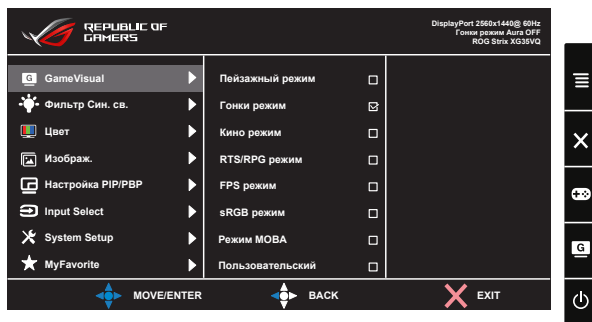 REPUBLIC OF
GAMERS
DisplayPort 2560x1440@ 60Hz
Гонки режим Aura OFF
ROG Strix XG35VQ
G GameVisual
Фильтр Син. св.
Цвет
Изображ.
Настройка PIP/PBP
Input Select
System Setup
MyFavorite
Пейзажный режим
Гонки режим
Кино режим
RTS/RPG режим
FPS режим
sRGB режим
Режим MOBA
Пользовательский
MOVE/ENTER
BACK
EXIT
G